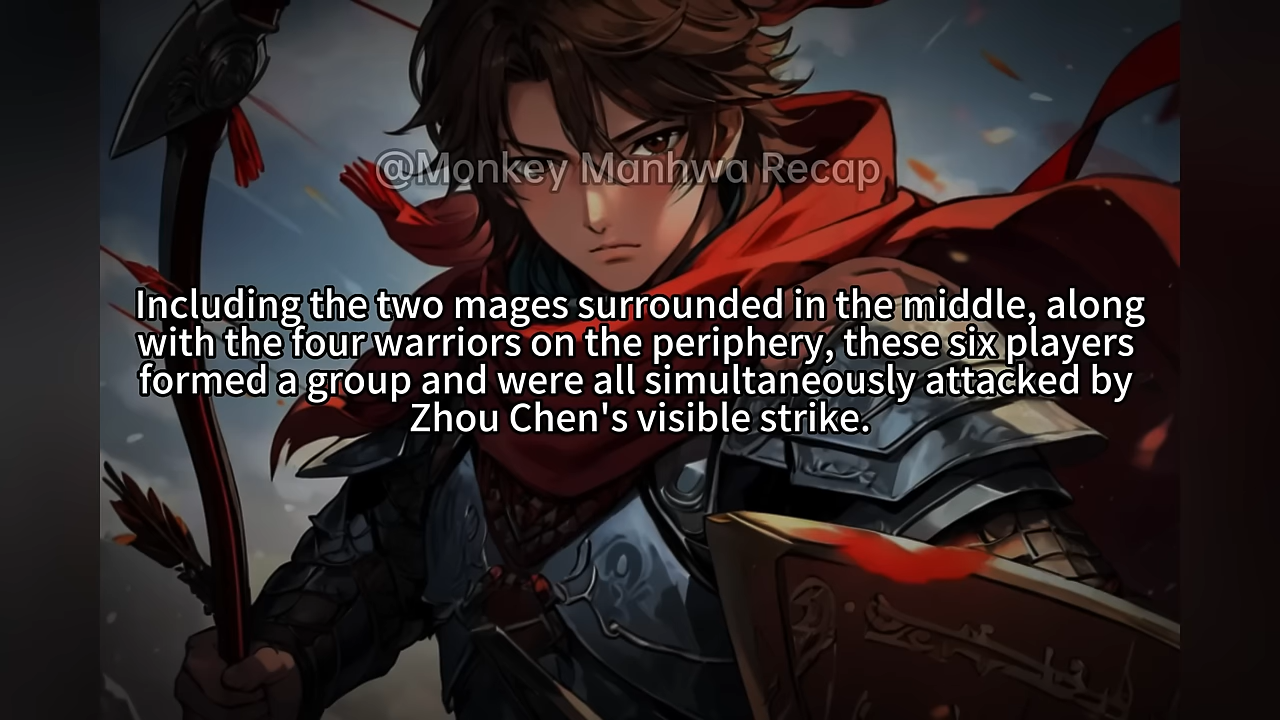 @Monkey Manhwa Recap
Including the two mages surrounded in the middle, along
with the four warriors on the periphery, these six players
formed a group and were all simultaneously attacked by
Zhou Chen's visible strike.